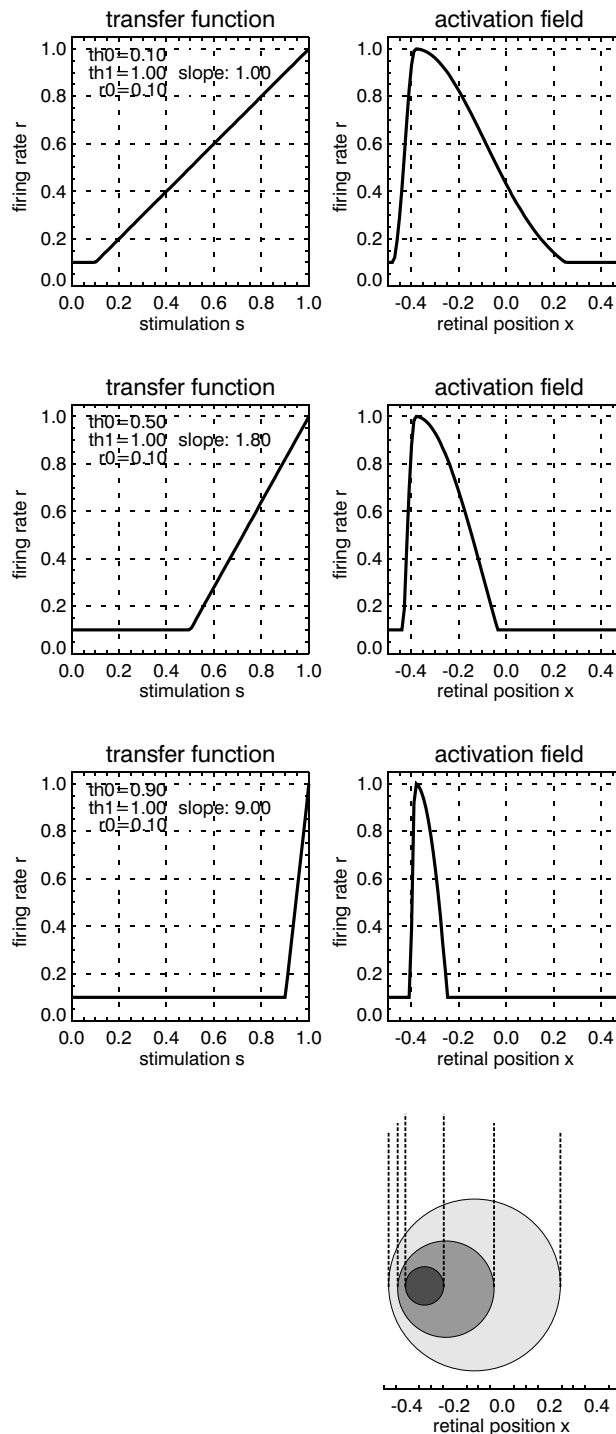 transfer function
th0=0.10
th1=1.00 slope: 1.00
r0=0.10
firing rate r
1.0
0.8
0.6
0.4
0.2
0.0
0.0 0.2 0.4 0.6 0.8 1.0
stimulation s
activation field
firing rate r
1.0
0.8
0.6
0.4
0.2
0.0
-0.4 -0.2 0.0 0.2 0.4
retinal position x
transfer function
th0=0.50
th1=1.00 slope: 1.80
r0=0.10
firing rate r
1.0
0.8
0.6
0.4
0.2
0.0
0.0 0.2 0.4 0.6 0.8 1.0
stimulation s
activation field
firing rate r
1.0
0.8
0.6
0.4
0.2
0.0
-0.4 -0.2 0.0 0.2 0.4
retinal position x
transfer function
th0=0.90
th1=1.00 slope: 9.00
r0=0.10
firing rate r
1.0
0.8
0.6
0.4
0.2
0.0
0.0 0.2 0.4 0.6 0.8 1.0
stimulation s
activation field
firing rate r
1.0
0.8
0.6
0.4
0.2
0.0
-0.4 -0.2 0.0 0.2 0.4
retinal position x
-0.4 -0.2 0.0 0.2 0.4
retinal position x